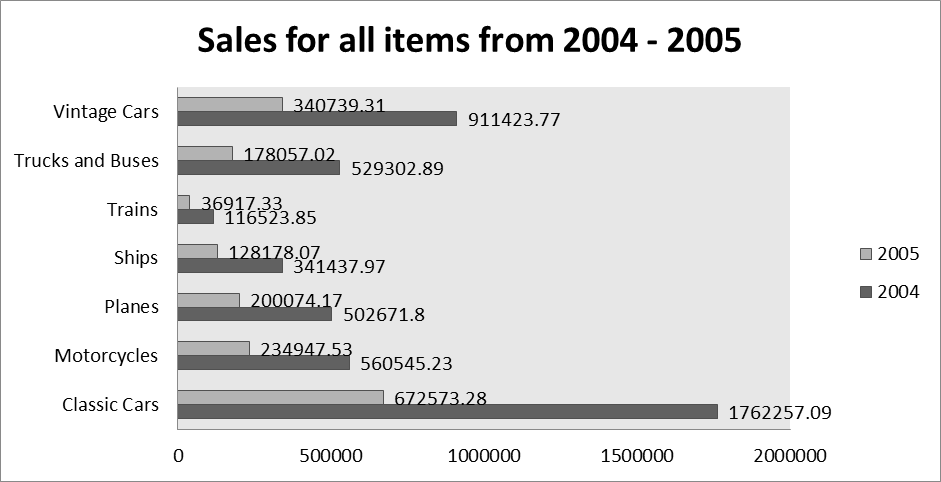 Sales for all items from 2004 - 2005
Vintage Cars
340739.31
911423.77
Trucks and Buses
178057.02
529302.89
Trains
36917.33
116523.85
Ships
128178.07
341437.97
Planes
200074.17
502671.8
Motorcycles
234947.53
560545.23
Classic Cars
672573.28
1762257.09
0 500000 1000000 1500000 2000000
2005
2004